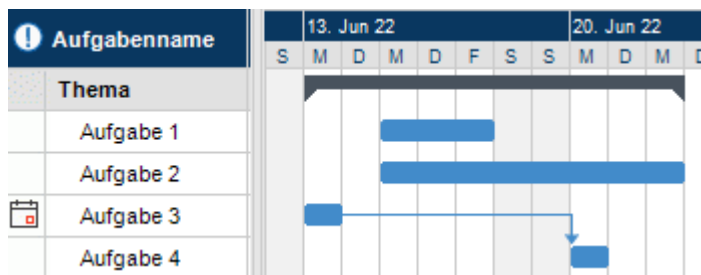 Aufgabenname
13. Jun 22 20. Jun 22
S M D M D F S S M D M D
Thema
Aufgabe 1
Aufgabe 2
Aufgabe 3
Aufgabe 4